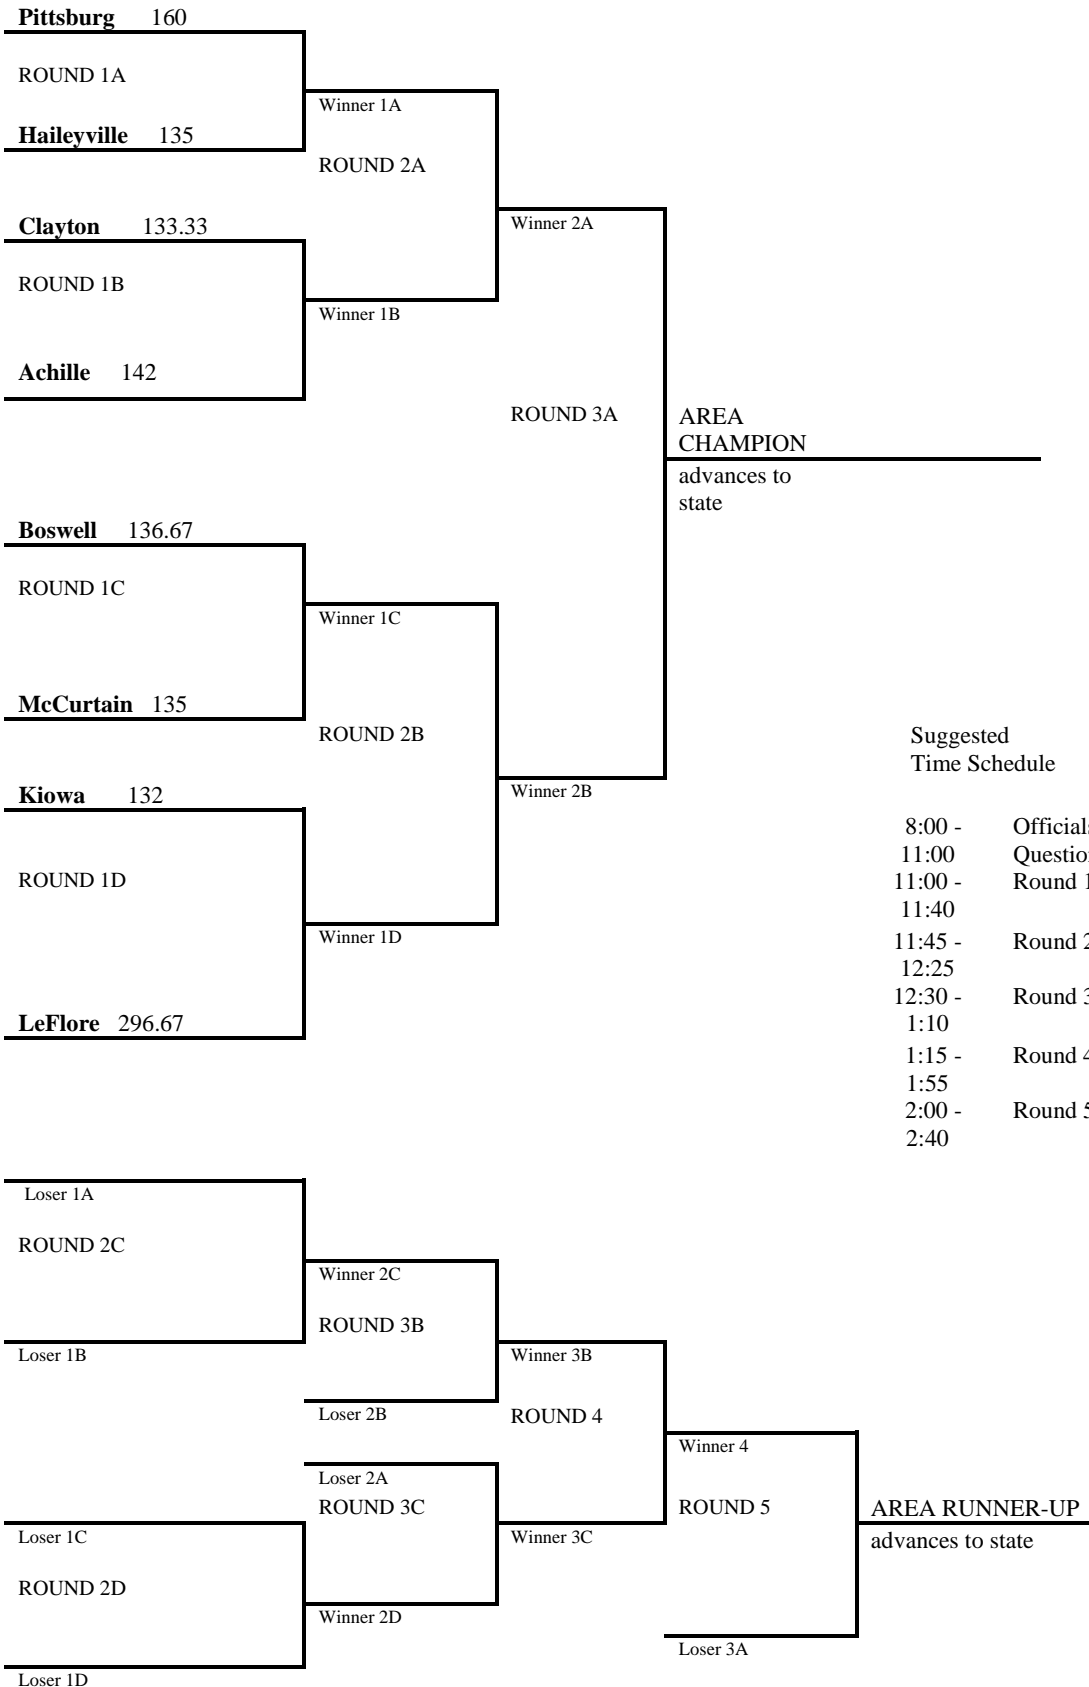 Pittsburg 160
ROUND 1A
Winner 1A
Haileyville 135
ROUND 2A
Clayton 133.33
Winner 2A
ROUND 1B
Winner 1B
Achille 142
ROUND 3A
AREA
CHAMPION
advances to
state
Boswell 136.67
ROUND 1C
Winner 1C
McCurtain 135
ROUND 2B
Kiowa 132
Winner 2B
ROUND 1D
Winner 1D
LeFlore 296.67
Suggested
Time Schedule
8:00 -
11:00
11:00 - Round
11:40
11:45 - Round
12:25
12:30 - Round
1:10
1:15 - Round
1:55
2:00 - Round
2:40
Loser 1A
ROUND 2C
Winner 2C
ROUND 3B
Loser 1B
Winner 3B
Loser 2B
ROUND 4
Winner 4
Loser 2A
ROUND 3C
ROUND 5
AREA RUNNER-UP
advances to state
Loser 1C
Winner 3C
ROUND 2D
Winner 2D
Loser 3A
Loser 1D